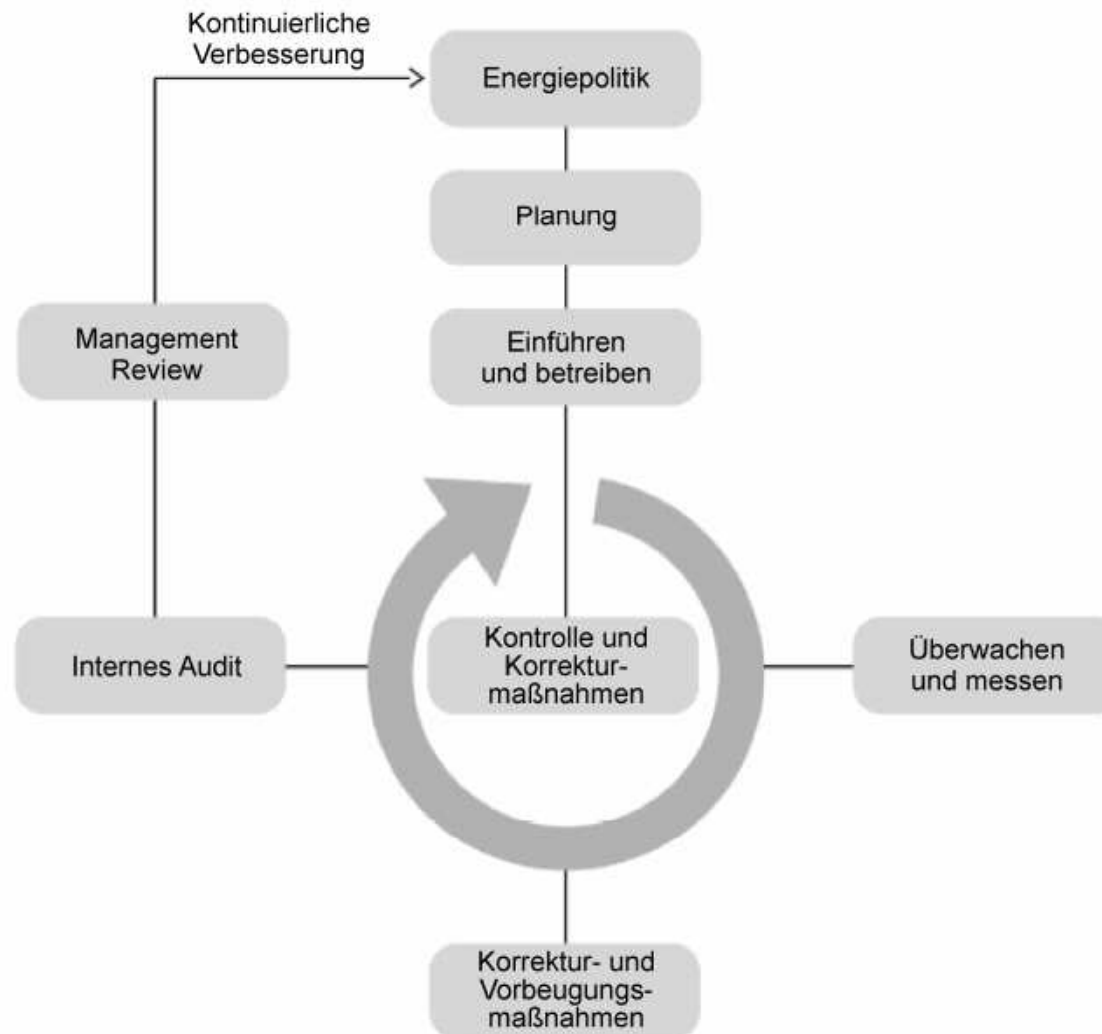 Kontinuierliche
Verbesserung
Energiepolitik
Planung
Einführen
und betreiben
Management
Review
Internes Audit
Kontrolle und
Korrektur-
maßnahmen
Überwachen
und messen
Korrektur- und
Vorbeugungs-
maßnahmen